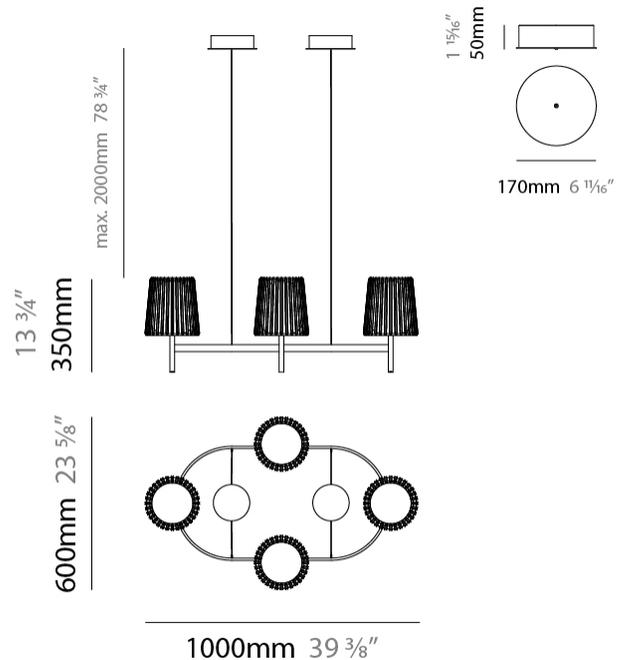 max. 2000mm 78 ¾”
1 15⁄16”
50mm
170mm 6 11⁄16”
13 ¾”
350mm
600mm 23 ⅝”
1000mm 39 ⅜”